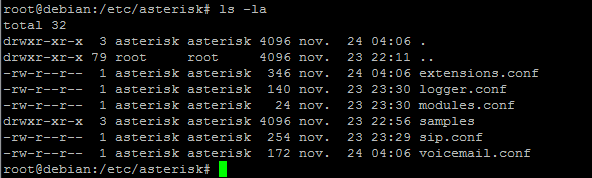 root@debian:/etc/asterisk# ls -la
total 32
drwxr-xr-x  3 asterisk asterisk 4096 nov.  24 04:06 .
drwxr-xr-x 79 root     root     4096 nov.  23 22:11 ..
-rw-r--r--  1 asterisk asterisk  346 nov.  24 04:06 extensions.conf
-rw-r--r--  1 asterisk asterisk  140 nov.  23 23:30 logger.conf
-rw-r--r--  1 asterisk asterisk   24 nov.  23 23:30 modules.conf
drwxr-xr-x  3 asterisk asterisk 4096 nov.  23 22:56 samples
-rw-r--r--  1 asterisk asterisk  254 nov.  23 23:29 sip.conf
-rw-r--r--  1 asterisk asterisk  172 nov.  24 04:06 voicemail.conf
root@debian:/etc/asterisk#